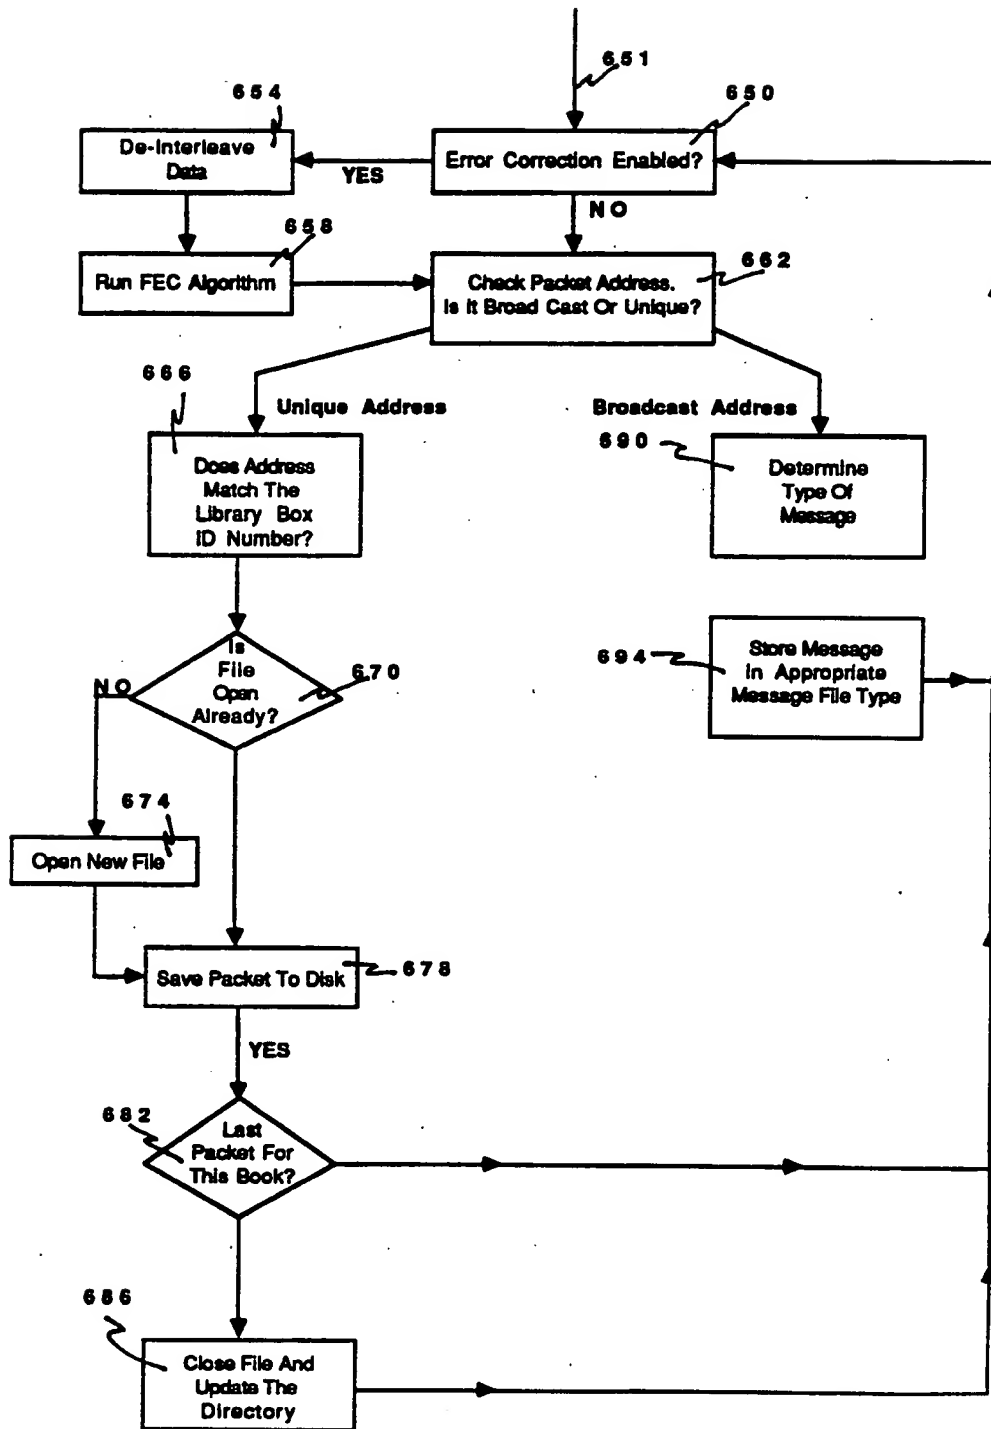 651
654
650
De-Interleave
Data
YES
Error Correction Enabled?
NO
658
662
Run FEC Algorithm
Check Packet Address.
Is It Broad Cast Or Unique?
666
Unique Address
Broadcast Address
690
Does Address
Match The
Library Box
ID Number?
Determine
Type Of
Message
Is
File
Open
Already?
670
NO
694
Store Message
In Appropriate
Message File Type
674
Open New File
Save Packet To Disk
678
YES
682
Last
Packet For
This Book?
686
Close File And
Update The
Directory